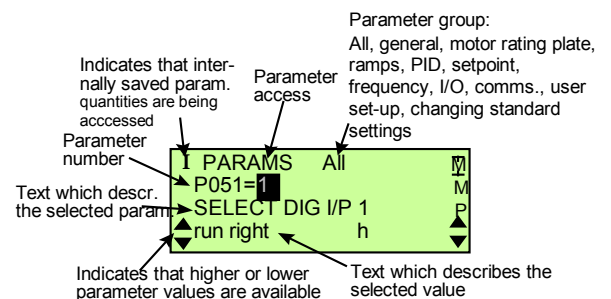 Parameter group:
All, general, motor rating plate,
ramps, PID, setpoint,
frequency, I/O, comms., user
set-up, changing standard
settings
Indicates that inter-
nally saved param.
quantities are being
acccessed
Parameter
access
Parameter
number
Text which descr.
the selected param.
I PARAMS All M
P051=1 M
SELECT DIG I/P 1 P
run right h
Indicates that higher or lower
parameter values are available
Text which describes the
selected value